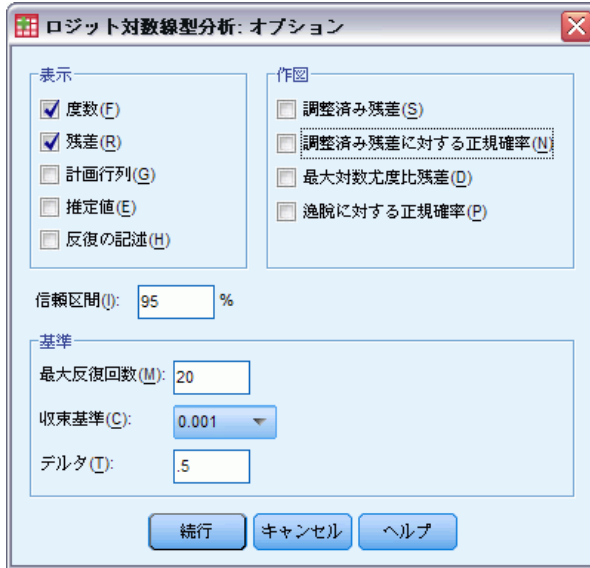 ロジット対数線型分析: オプション
表示
度数(F)
残差(R)
計画行列(G)
推定値(E)
反復の記述(H)
作図
調整済み残差(S)
調整済み残差に対する正規確率(N)
最大対数尤度比残差(D)
逸脱に対する正規確率(P)
信頼区間(I): 95 %
基準
最大反復回数(M): 20
収束基準(C): 0.001
デルタ(T): .5
続行 キャンセル ヘルプ